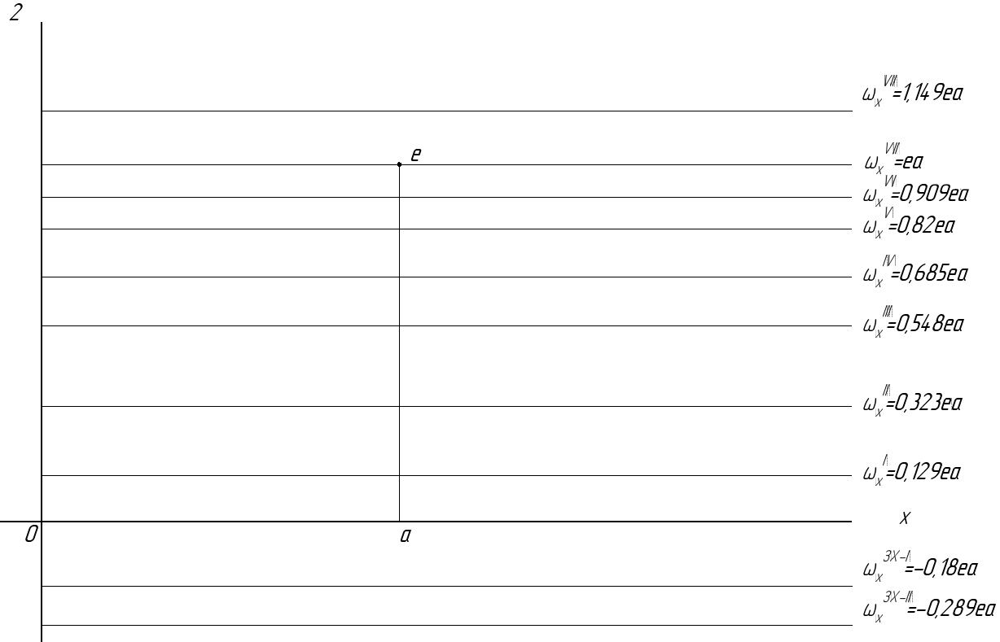 2
ω_x^VIII=1,149ea
e
ω_x^VII=ea
ω_x^VI=0,909ea
ω_x^V=0,82ea
ω_x^IV=0,685ea
ω_x^III=0,548ea
ω_x^II=0,323ea
ω_x^I=0,129ea
x
0
a
ω_x^3X-I=-0,18ea
ω_x^3X-II=-0,289ea